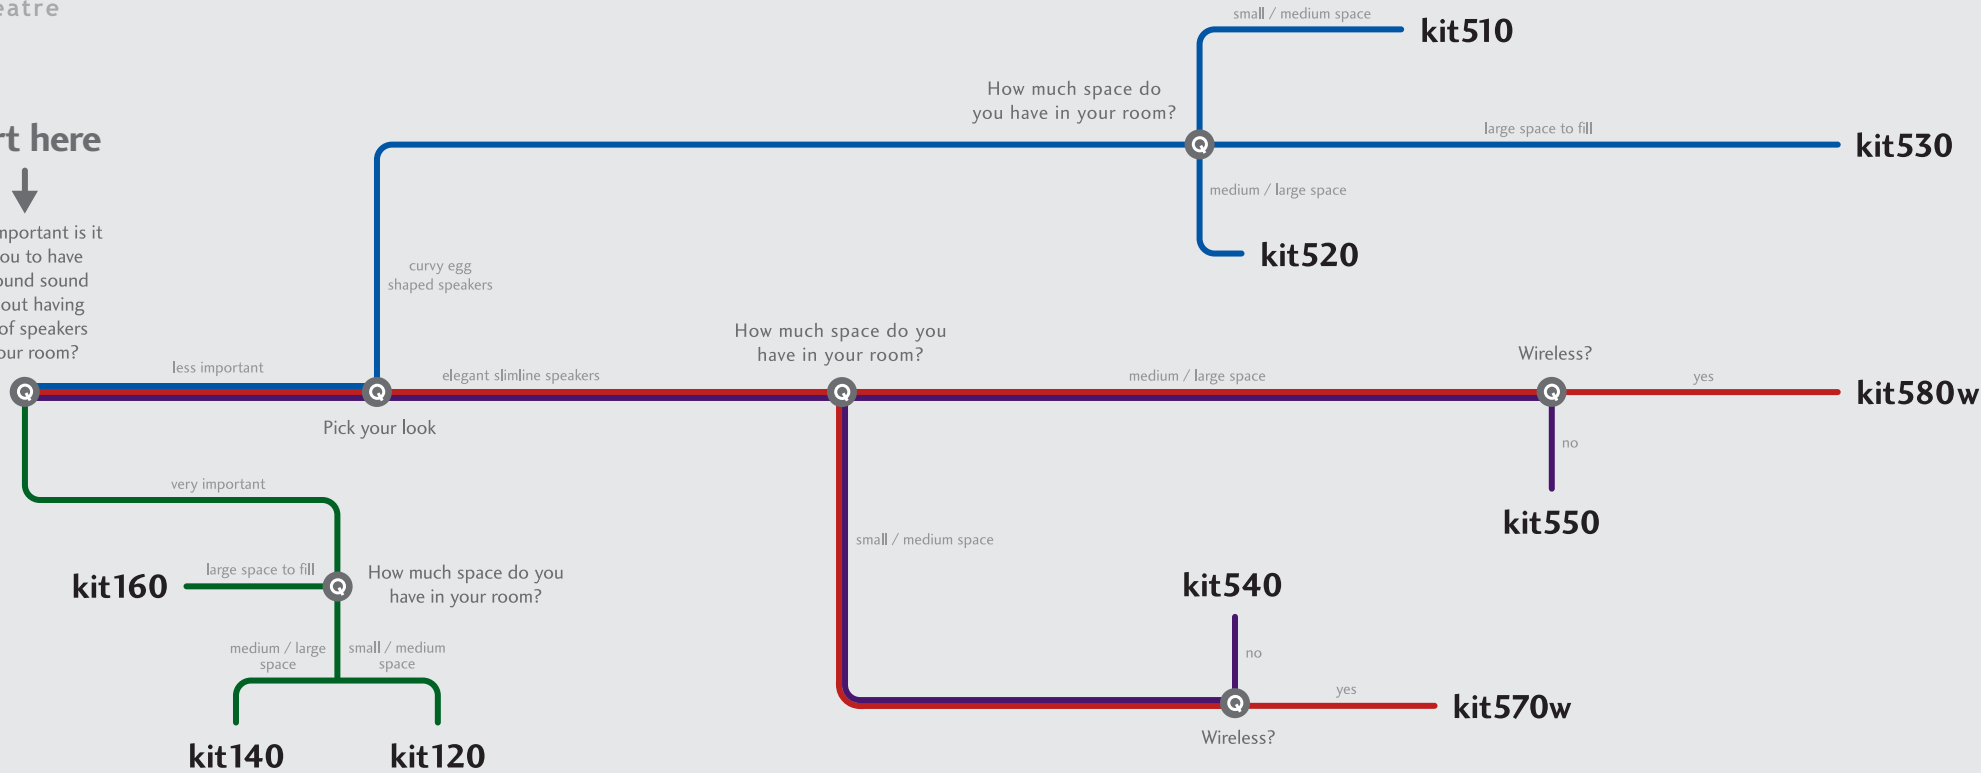 eatre
small / medium space
kit510
How much space do
you have in your room?
rt here
large space to fill
kit530
medium / large space
kit520
mportant is it
ou to have
ound sound
out having
of speakers
our room?
curvy egg
shaped speakers
How much space do you
have in your room?
Wireless?
less important
elegant slimline speakers
medium / large space
yes
Q
Q
Q
Q
Q
kit580w
Pick your look
no
very important
kit550
small / medium space
large space to fill
kit160
Q
How much space do you
have in your room?
kit540
medium / large
space
small / medium
space
no
yes
Q
kit570w
Wireless?
kit140
kit120